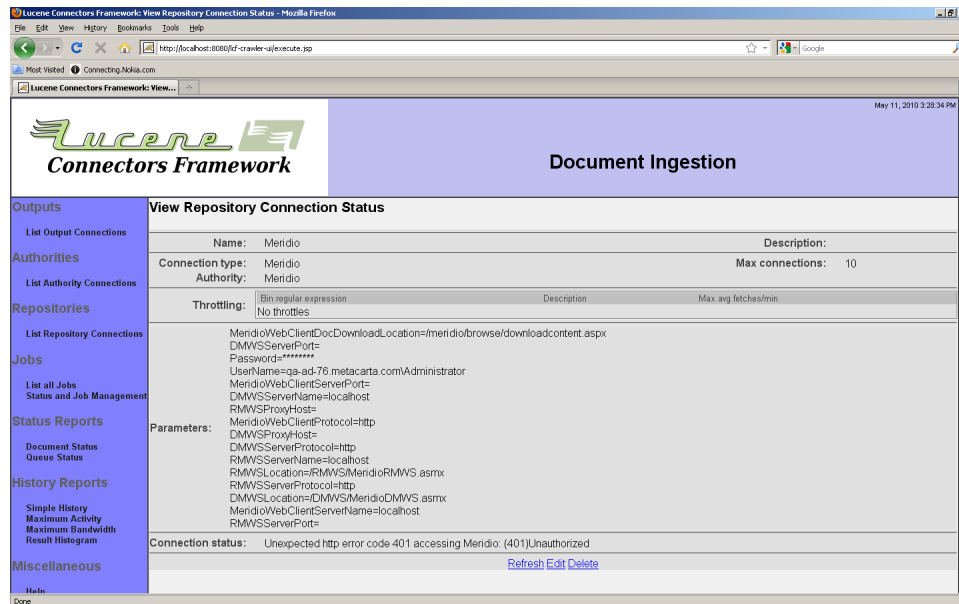 Lucene Connectors Framework: View Repository Connection Status - Mozilla Firefox
File Edit View History Bookmarks Tools Help
http://localhost:8080/lcf-crawler-ui/execute.jsp
Google
Most Visited Connecting.Nokia.com
Lucene Connectors Framework: View...
May 11, 2010 3:28:34 PM
Lucene
Connectors Framework
Document Ingestion
Outputs
List Output Connections
Authorities
List Authority Connections
Repositories
List Repository Connections
Jobs
List all Jobs
Status and Job Management
Status Reports
Document Status
Queue Status
History Reports
Simple History
Maximum Activity
Maximum Bandwidth
Result Histogram
Miscellaneous
Help
View Repository Connection Status
Name: Meridio Description:
Connection type: Meridio Max connections: 10
Authority: Meridio
Throttling:
Bin regular expression Description Max avg fetches/min
No throttles
Parameters:
MeridioWebClientDocDownloadLocation=/meridio/browse/downloadcontent.aspx
DMWSServerPort=
Password=********
UserName=qa-ad-76.metacarta.com\Administrator
MeridioWebClientServerPort=
DMWSServerName=localhost
RMWSProxyHost=
MeridioWebClientProtocol=http
DMWSProxyHost=
DMWSServerProtocol=http
RMWSServerName=localhost
RMWSLocation=/RMWS/MeridioRMWS.asmx
RMWSServerProtocol=http
DMWSLocation=/DMWS/MeridioDMWS.asmx
MeridioWebClientServerName=localhost
RMWSServerPort=
Connection status: Unexpected http error code 401 accessing Meridio: (401)Unauthorized
Refresh Edit Delete
Done